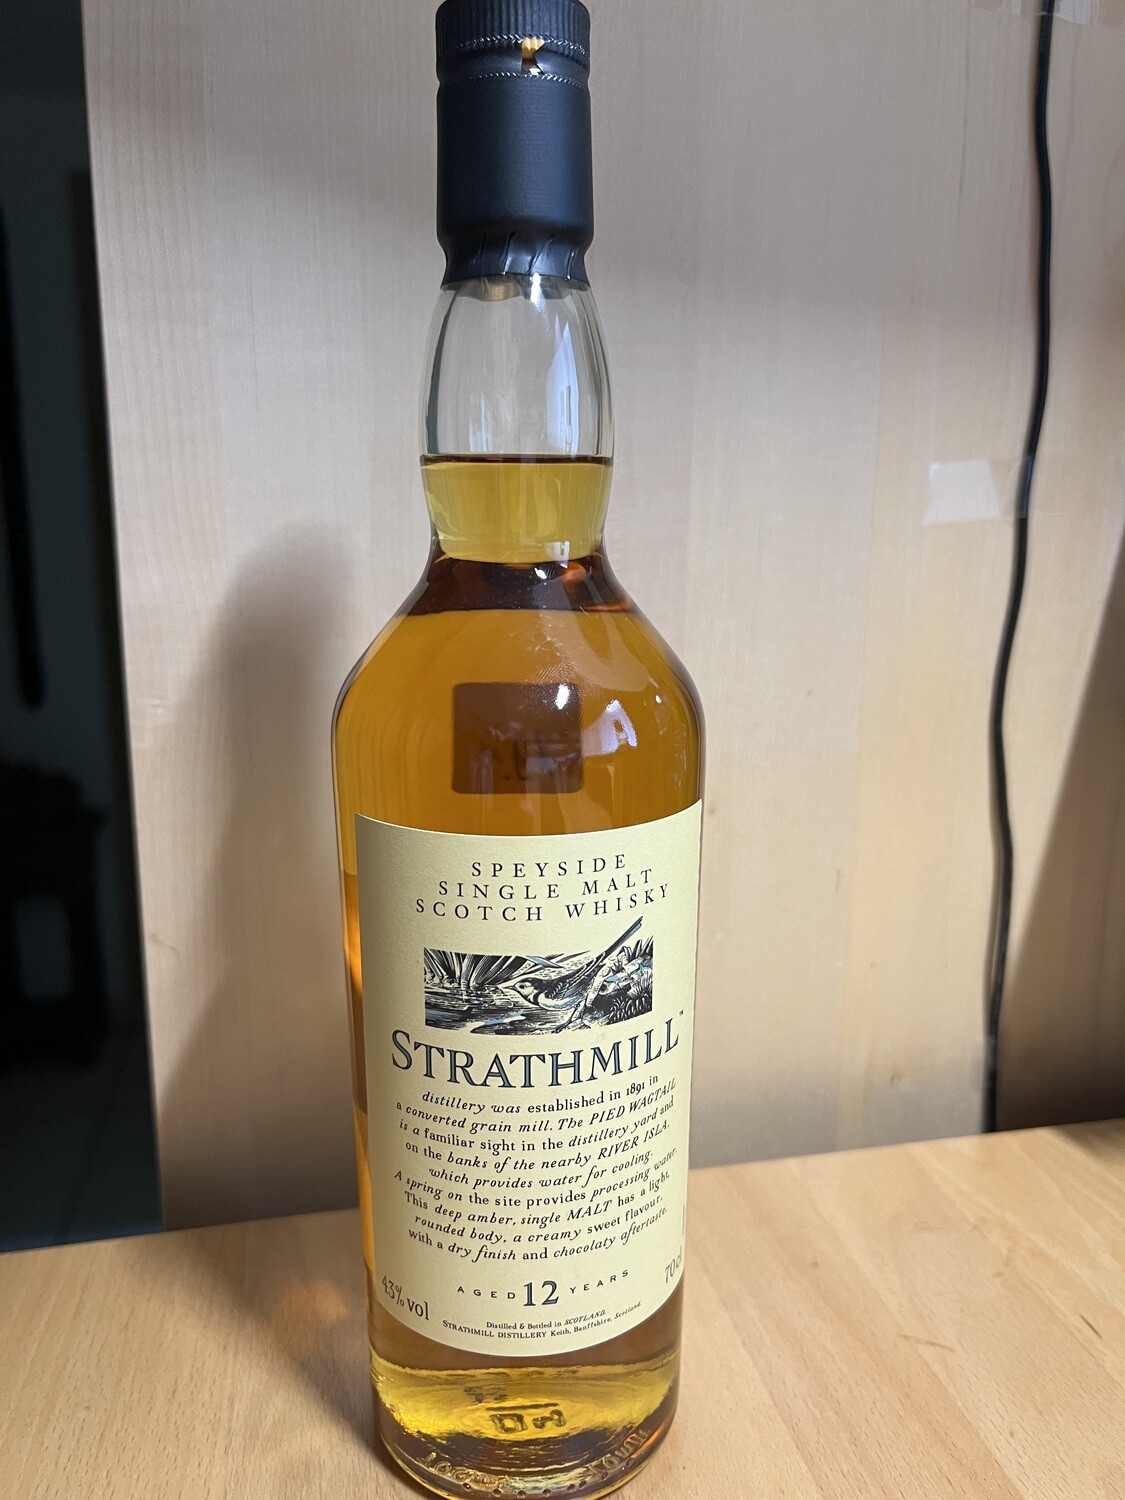 SPEYSIDE
SINGLE MALT
SCOTCH WHISKY
STRATHMILL™
distillery was established in 1891 in
a converted grain mill. The PIED WAGTAIL
is a familiar sight in the distillery yard and
on the banks of the nearby RIVER ISLA,
which provides water for cooling.
A spring on the site provides processing water.
This deep amber, single MALT has a light,
rounded body, a creamy sweet flavour,
with a dry finish and chocolaty aftertaste.
AGED 12 YEARS
43% vol
70cl
Distilled & Bottled in SCOTLAND.
STRATHMILL DISTILLERY Keith, Banffshire, Scotland.